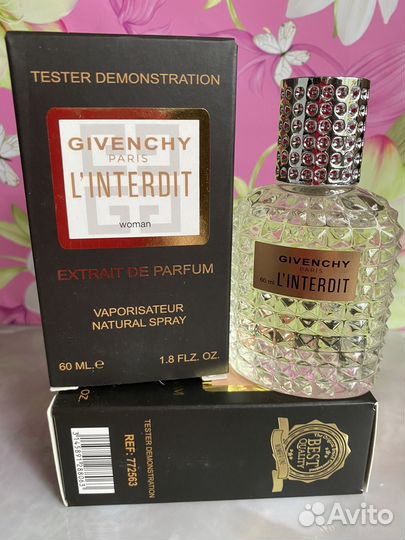 TESTER DEMONSTRATION
GIVENCHY
PARIS
L'INTERDIT
woman
EXTRAIT DE PARFUM
VAPORISATEUR
NATURAL SPRAY
60 ML.e 1.8 FLZ. OZ.
GIVENCHY
PARIS
60 ml L'INTERDIT
TESTER DEMONSTRATION
REF: 772563
BEST
QUALITY
Avito